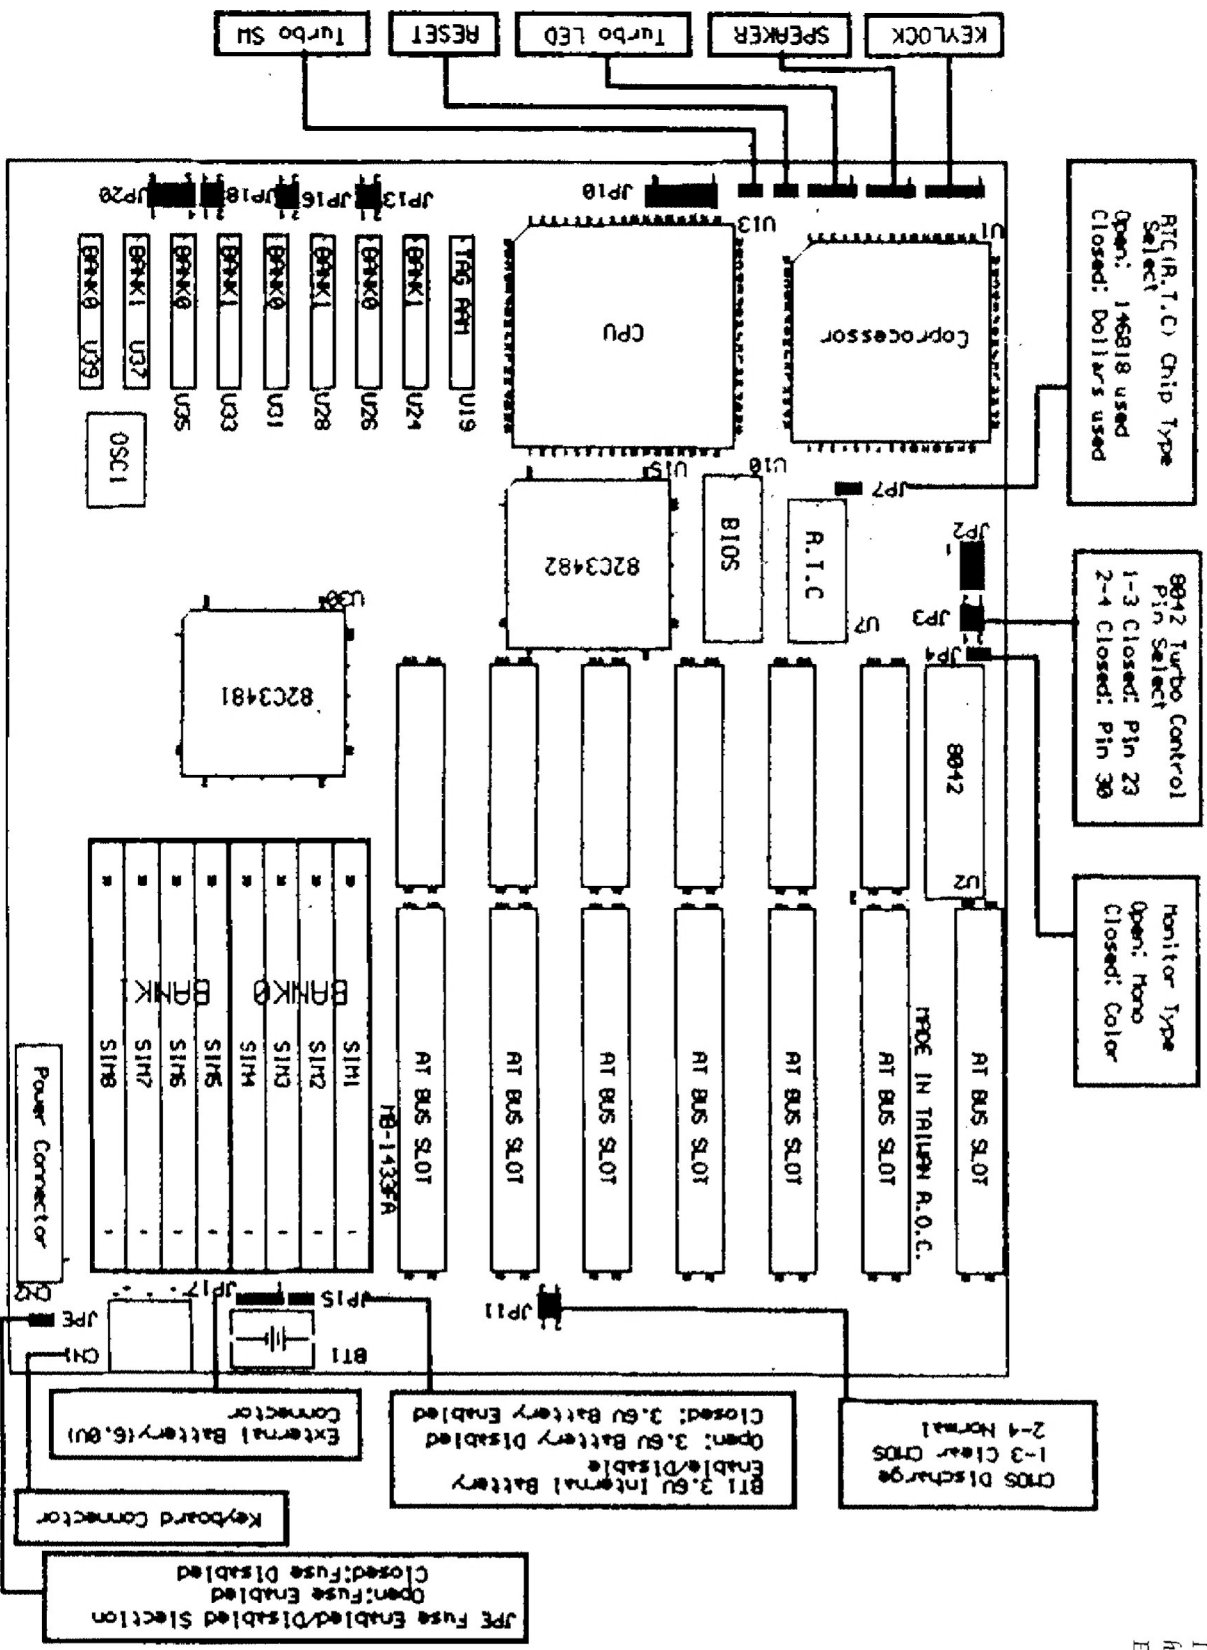 KEYLOCK
SPEAKER
Turbo LED
RESET
Turbo SW
JP20
JP18
JP16
JP13
JP10
U13
U1
BANK0 U39
BANK1 U37
BANK0
U35
BANK1
U33
BANK0
U31
BANK1
U28
BANK0
U26
BANK1
U24
TAG RAM
U19
CPU
Coprocessor
RTC(R.T.C) Chip Type
Select
Open: 146818 used
Closed: Dollars used
OSC1
U15
U10
JP7
82C3482
BIOS
R.T.C
U7
JP2
JP3
JP4
8042 Turbo Control
Pin Select
1-3 Closed: Pin 23
2-4 Closed: Pin 30
U30
82C3481
8042
U2
Monitor Type
Open: Mono
Closed: Color
BANK1
BANK0
SIM8
SIM7
SIM6
SIM5
SIM4
SIM3
SIM2
SIM1
MB-1433FA
AT BUS SLOT
AT BUS SLOT
AT BUS SLOT
AT BUS SLOT
AT BUS SLOT
AT BUS SLOT
MADE IN TAIWAN R.O.C.
AT BUS SLOT
Power Connector
CN2
JPE
CN1
JP17
JP15
BT1
JP11
External Battery(6.0V)
Connector
BT1 3.6V Internal Battery
Enable/Disable
Open: 3.6V Battery Disabled
Closed: 3.6V Battery Enabled
CMOS Discharge
1-3 Clear CMOS
2-4 Normal
Keyboard Connector
JPE Fuse Enabled/Disabled Slection
Open:Fuse Enabled
Closed:Fuse Disabled